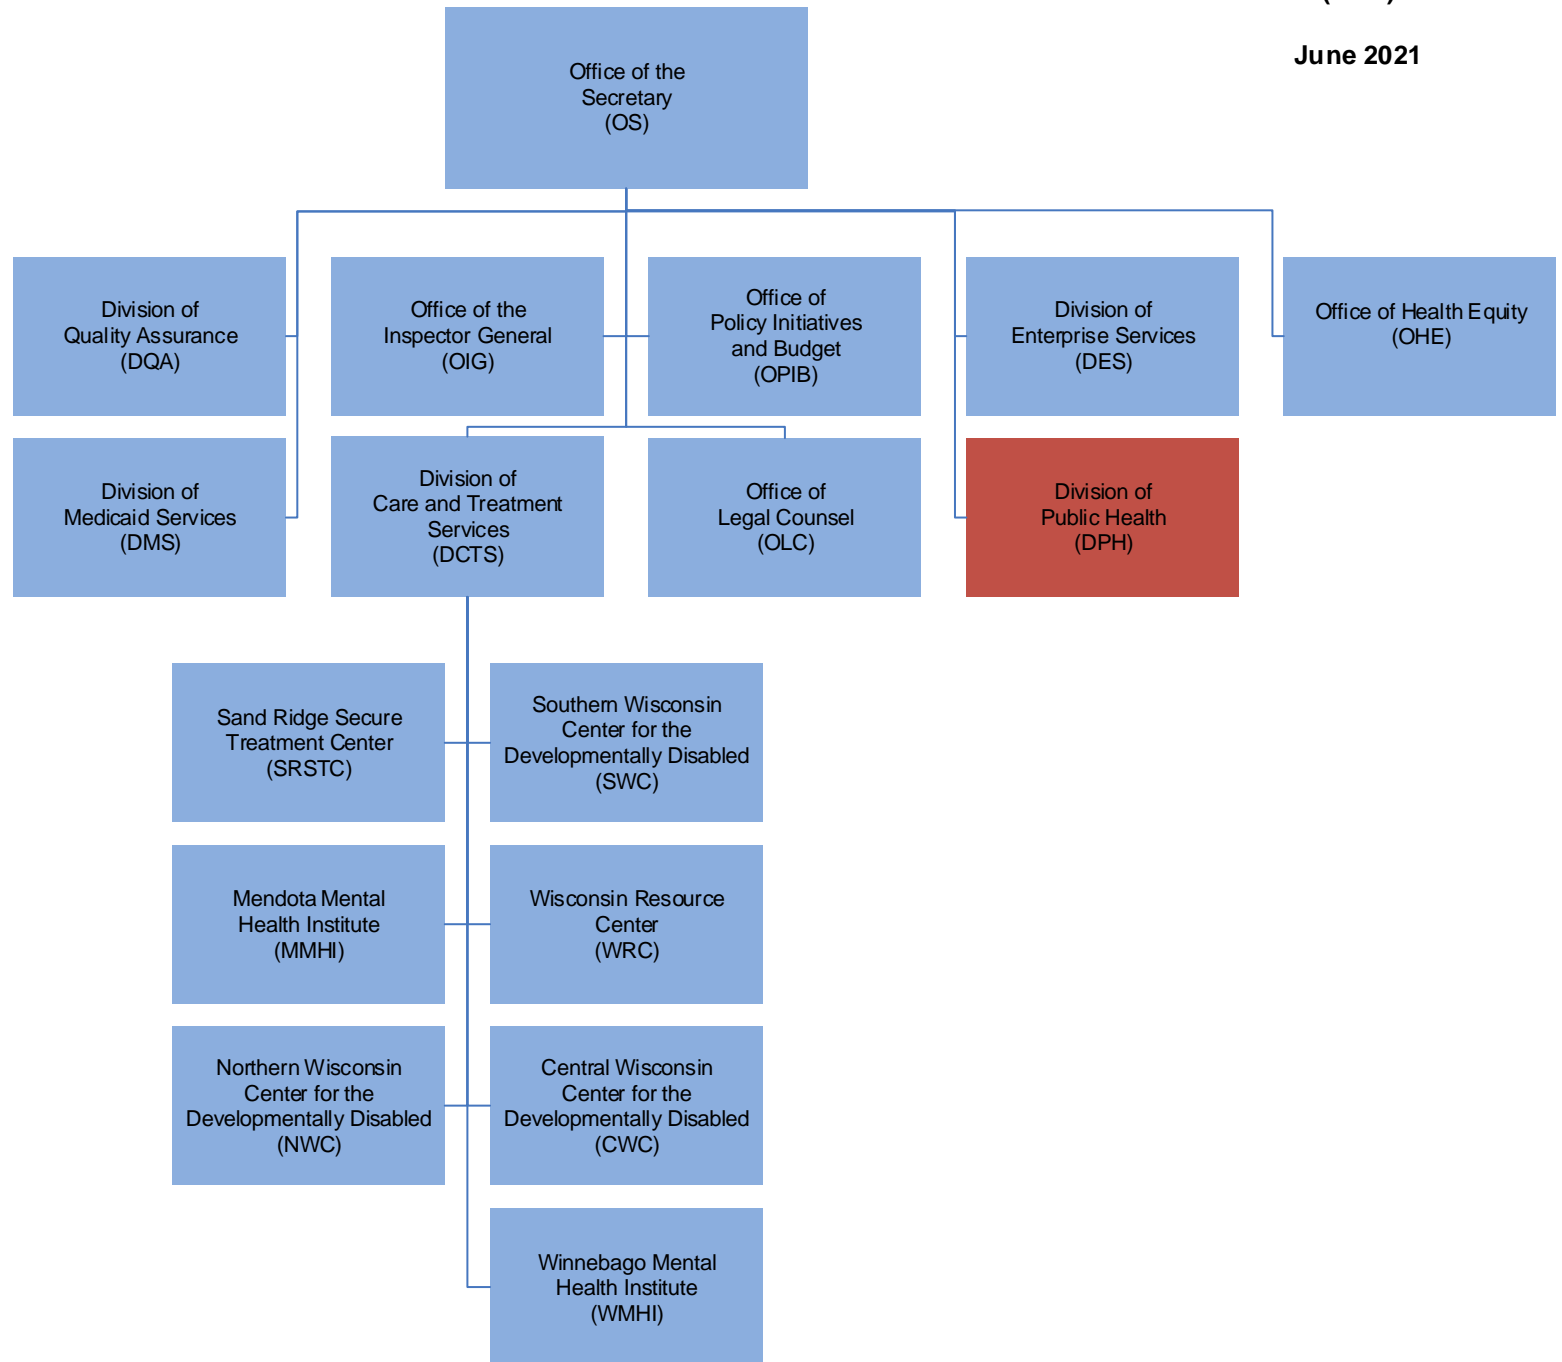 June 2021
Office of the
Secretary
(OS)
Division of
Quality Assurance
(DQA)
Office of the
Inspector General
(OIG)
Office of
Policy Initiatives
and Budget
(OPIB)
Division of
Enterprise Services
(DES)
Office of Health Equity
(OHE)
Division of
Medicaid Services
(DMS)
Division of
Care and Treatment
Services
(DCTS)
Office of
Legal Counsel
(OLC)
Division of
Public Health
(DPH)
Sand Ridge Secure
Treatment Center
(SRSTC)
Southern Wisconsin
Center for the
Developmentally Disabled
(SWC)
Mendota Mental
Health Institute
(MMHI)
Wisconsin Resource
Center
(WRC)
Northern Wisconsin
Center for the
Developmentally Disabled
(NWC)
Central Wisconsin
Center for the
Developmentally Disabled
(CWC)
Winnebago Mental
Health Institute
(WMHI)